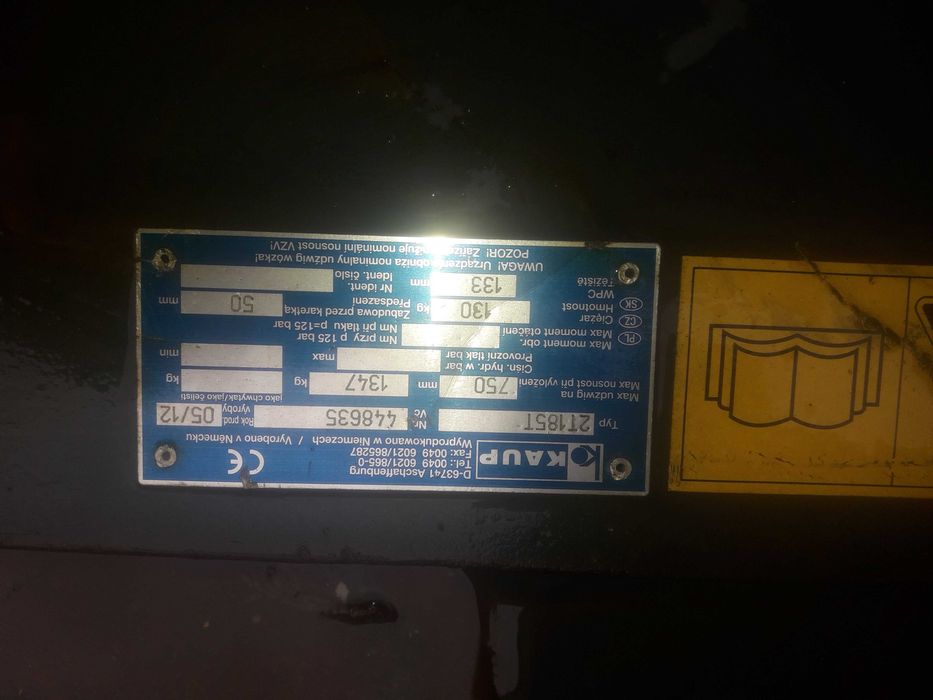 KAUP
D-63741 Aschaffenburg
Tel.: 0049 6021/865-0
Fax: 0049 6021/865287
Wyprodukowano w Niemczech / Vyrobeno v Německu
CE
Typ 2T185T Nr. 448635 Rok prod. 05/12
Vč Vyroby
Max udźwig na 750 mm 1347 kg kg
Max nosnost při vyložení jako chwytak/jako čelisti
Ciśn. hydr. w bar max min
Provozní tlak bar
PL Max moment obr. Nm przy p 125 bar
Max moment otáčení Nm při tlaku p=125 bar
CZ Ciężar 130 kg Zabudowa przed karetką 50 mm
SK Hmotnost Předsazení
WPC 133 mm Nr ident.
Těžiště Ident. číslo
UWAGA! Urządzenie obniża nominalny udźwig wózka!
POZOR! nominální nosnost VZV!